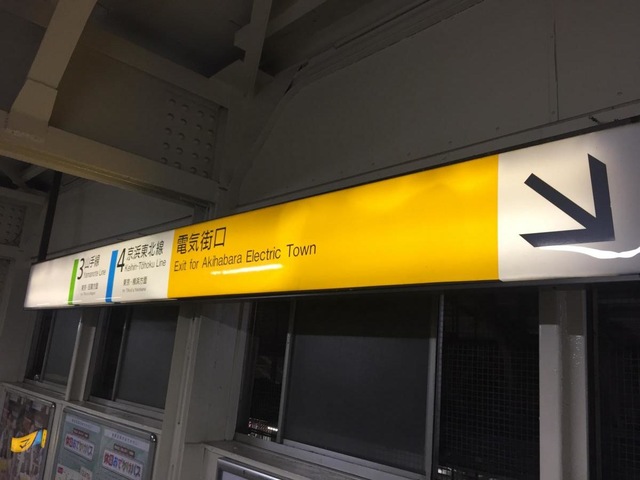 3 山手線
Yamanote Line
4 京浜東北線
Keihin-Tōhoku Line
電気街口
Exit for Akihabara Electric Town